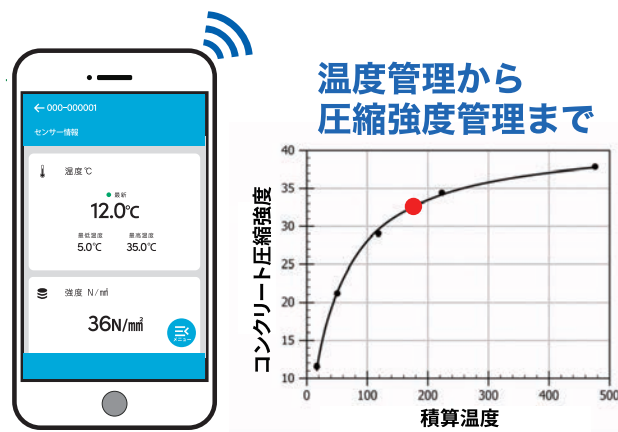 000-000001
センサー情報
温度℃
最新
12.0℃
最低温度 最高温度
5.0℃ 35.0℃
強度 N/㎟
36N/㎟
メニュー
温度管理から
圧縮強度管理まで
コンクリート圧縮強度
40
35
30
25
20
15
10
0 100 200 300 400 500
積算温度